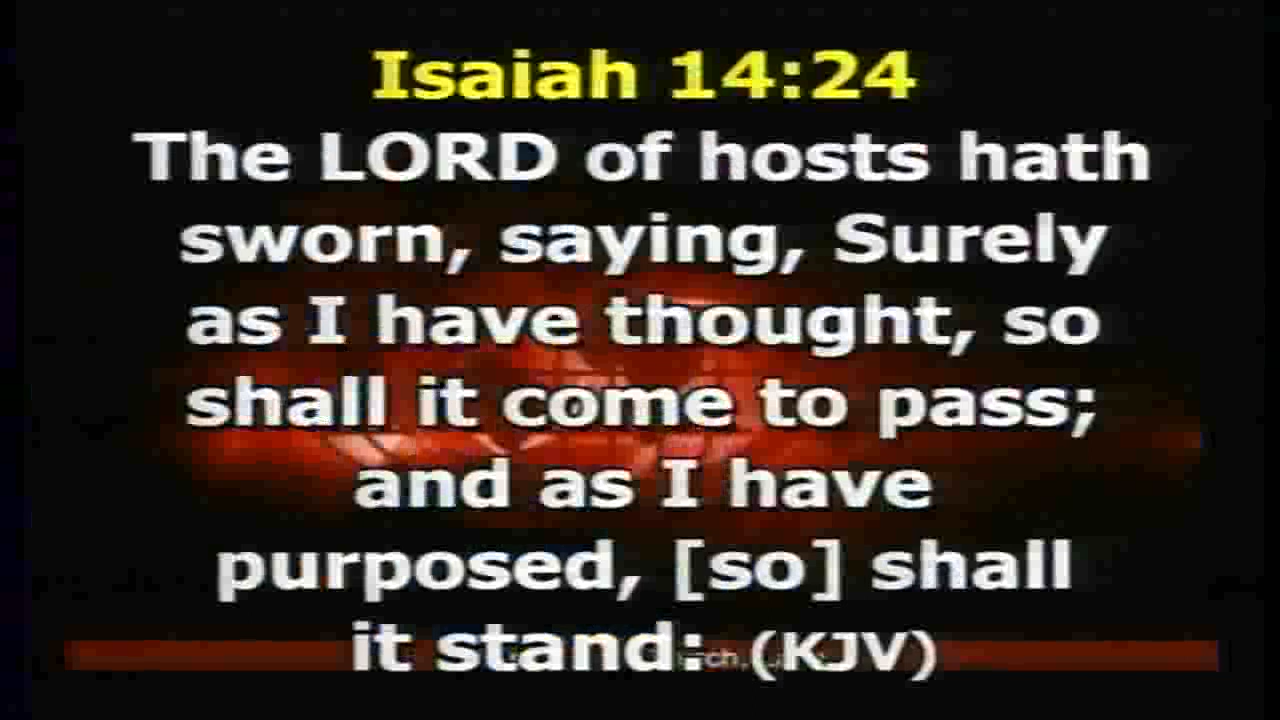 Isaiah 14:24
The LORD of hosts hath
sworn, saying, Surely
as I have thought, so
shall it come to pass;
and as I have
purposed, [so] shall
it stand: (KJV)